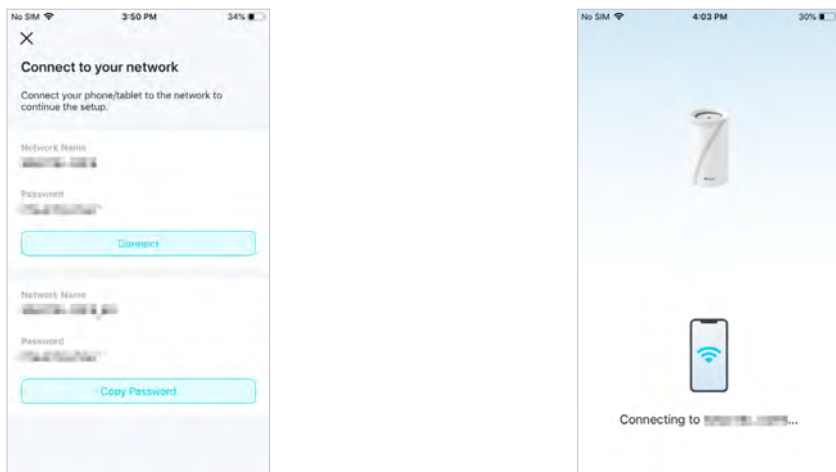 No SIM 3:50 PM 34%
Connect to your network
Connect your phone/tablet to the network to
continue the setup.
Network Name
Password
Connect
Network Name
Password
Copy Password
No SIM 4:03 PM 30%
Connecting to ...